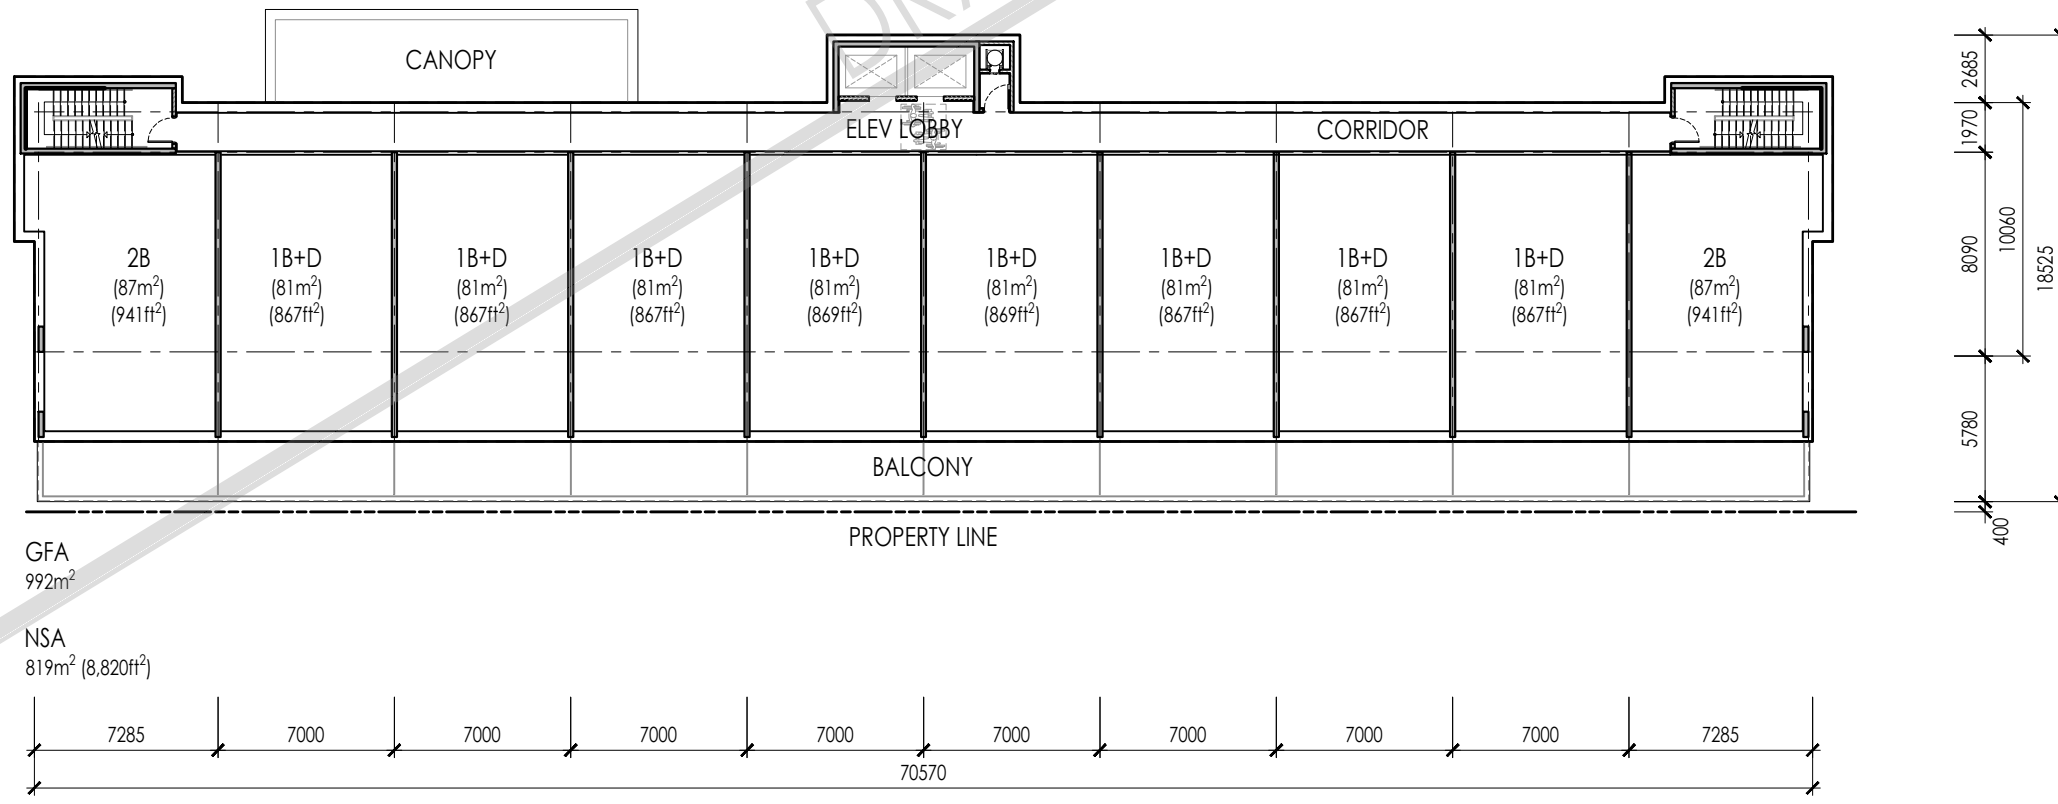 DRA
CANOPY
ELEV LOBBY
CORRIDOR
2B
(87m²)
(941ft²)
1B+D
(81m²)
(867ft²)
1B+D
(81m²)
(867ft²)
1B+D
(81m²)
(867ft²)
1B+D
(81m²)
(869ft²)
1B+D
(81m²)
(869ft²)
1B+D
(81m²)
(867ft²)
1B+D
(81m²)
(867ft²)
1B+D
(81m²)
(867ft²)
2B
(87m²)
(941ft²)
BALCONY
PROPERTY LINE
2685
1970
8090
5780
400
10060
18525
GFA
992m²
NSA
819m² (8,820ft²)
7285
7000
7000
7000
7000
7000
7000
7000
7000
7285
70570